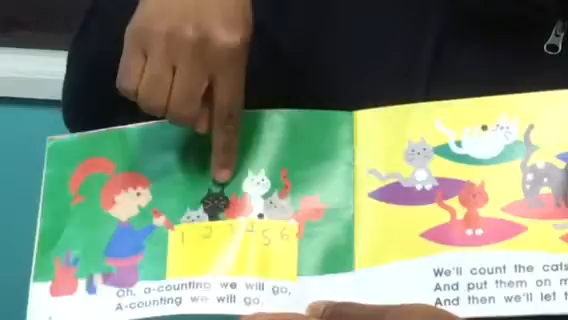 1 2 3 4 5 6
Oh, a-counting we will go,
A-counting we will go.
We'll count the cats
And put them on m
And then we'll let t